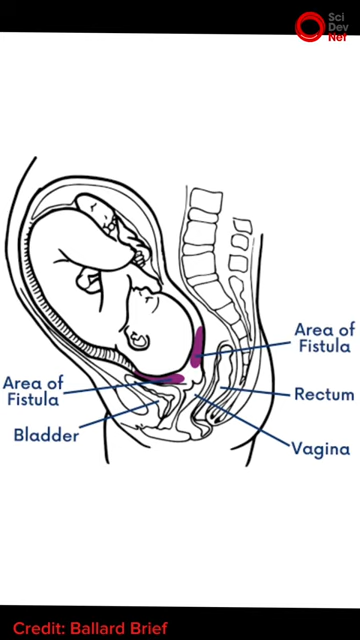 Sci
Dev
Net
Area of
Fistula
Area of
Fistula
Rectum
Bladder
Vagina
Credit: Ballard Brief